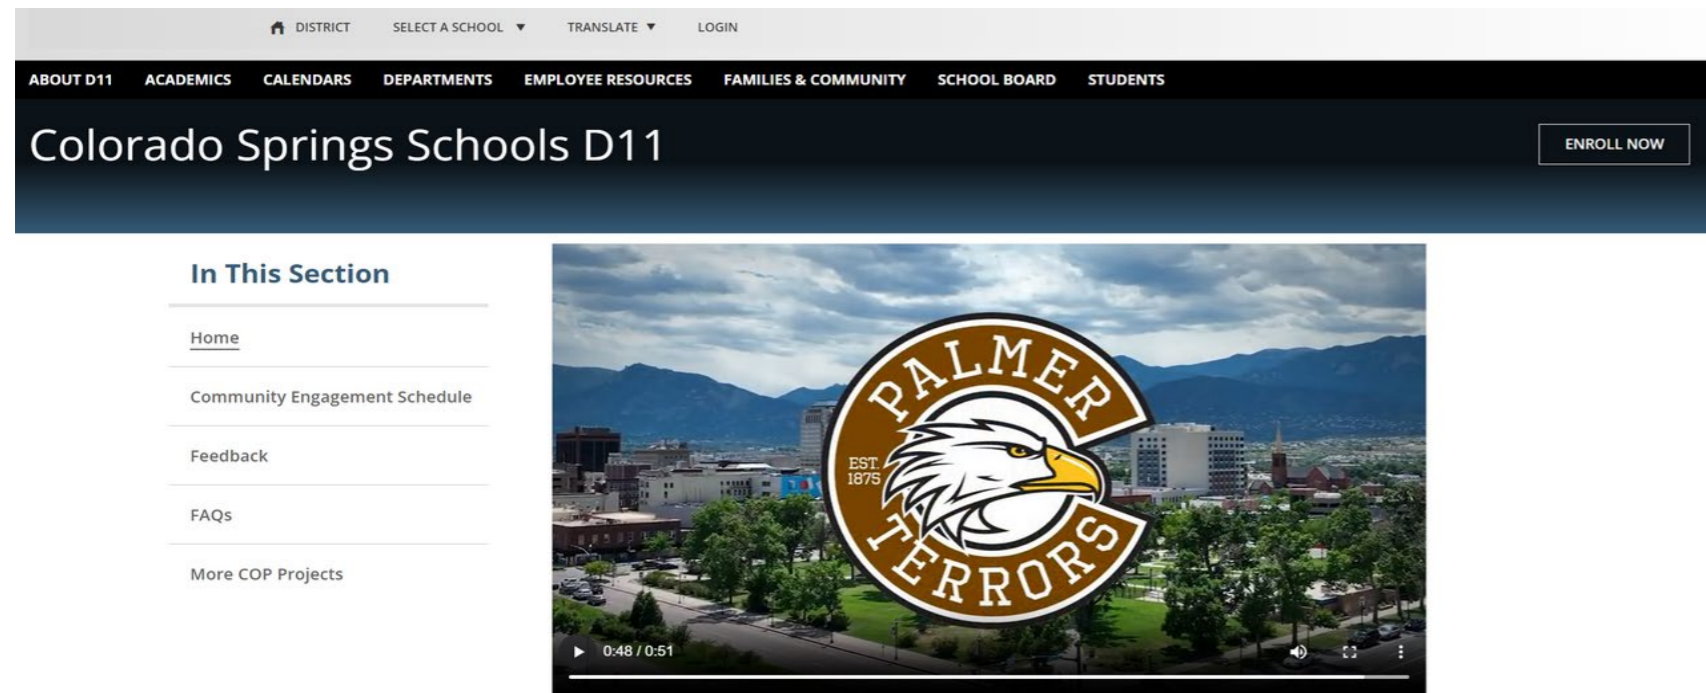 DISTRICT SELECT A SCHOOL TRANSLATE LOGIN
ABOUT D11 ACADEMICS CALENDARS DEPARTMENTS EMPLOYEE RESOURCES FAMILIES & COMMUNITY SCHOOL BOARD STUDENTS
Colorado Springs Schools D11
ENROLL NOW
In This Section
Home
Community Engagement Schedule
Feedback
FAQs
More COP Projects
PALMER
EST.
1875
TERRORS
0:48 / 0:51